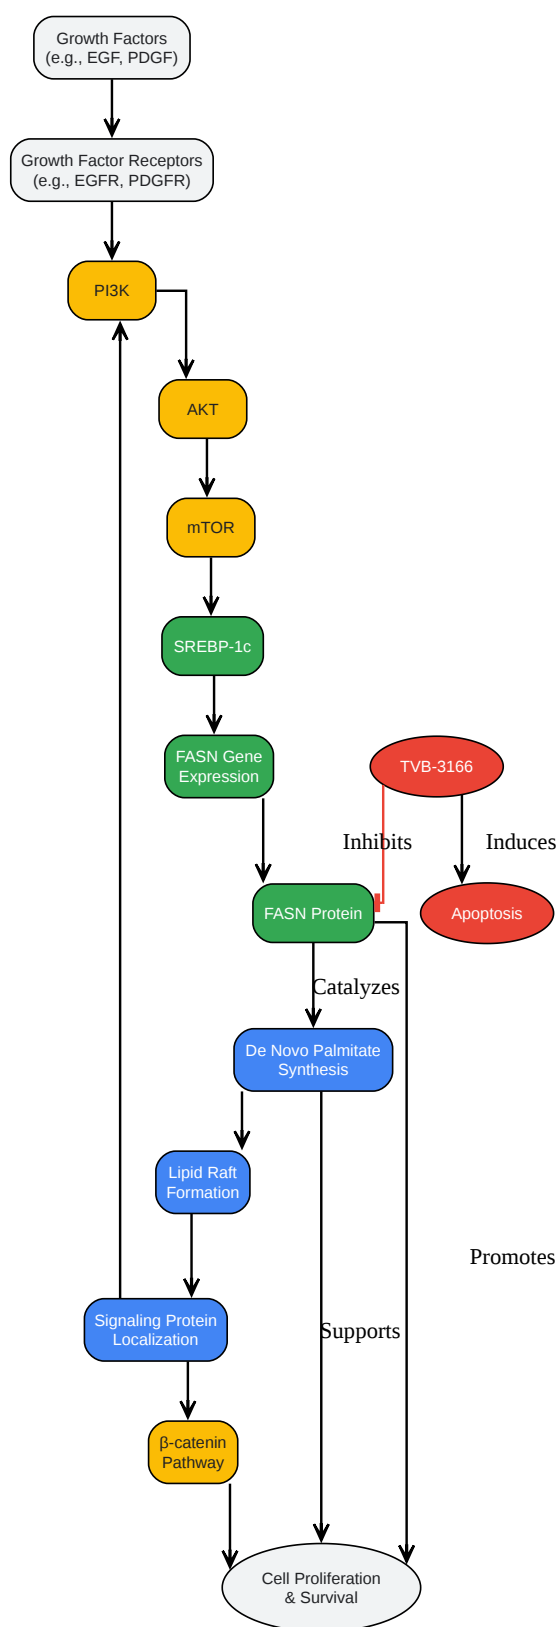 Growth Factors
(e.g., EGF, PDGF)
Growth Factor Receptors
(e.g., EGFR, PDGFR)
PI3K
AKT
mTOR
SREBP-1c
FASN Gene
Expression
TVB-3166
Inhibits
Induces
FASN Protein
Apoptosis
Catalyzes
De Novo Palmitate
Synthesis
Lipid Raft
Formation
Promotes
Signaling Protein
Localization
Supports
β-catenin
Pathway
Cell Proliferation
& Survival